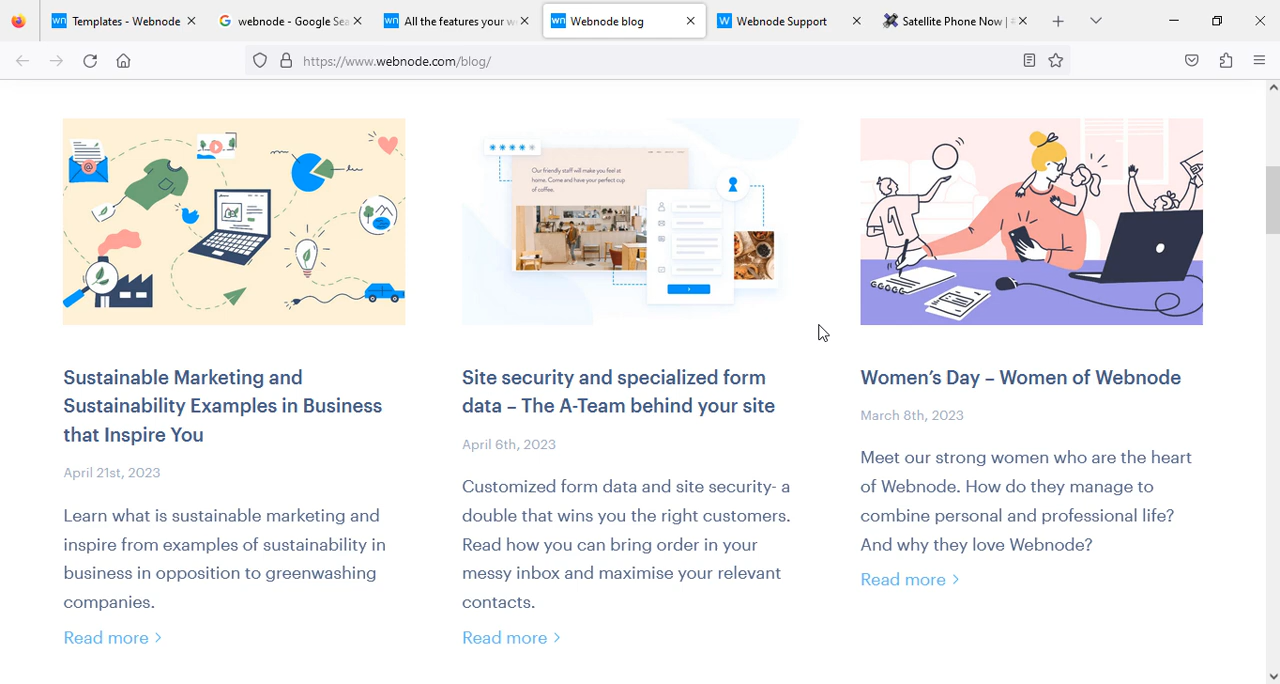 Templates - Webnode
webnode - Google Sea
All the features your w
Webnode blog
Webnode Support
Satellite Phone Now |
https://www.webnode.com/blog/
Our friendly staff will make you feel at
home. Come and have your perfect cup
of coffee.
Sustainable Marketing and
Sustainability Examples in Business
that Inspire You
April 21st, 2023
Learn what is sustainable marketing and
inspire from examples of sustainability in
business in opposition to greenwashing
companies.
Read more
Site security and specialized form
data – The A-Team behind your site
April 6th, 2023
Customized form data and site security- a
double that wins you the right customers.
Read how you can bring order in your
messy inbox and maximise your relevant
contacts.
Read more
Women's Day – Women of Webnode
March 8th, 2023
Meet our strong women who are the heart
of Webnode. How do they manage to
combine personal and professional life?
And why they love Webnode?
Read more